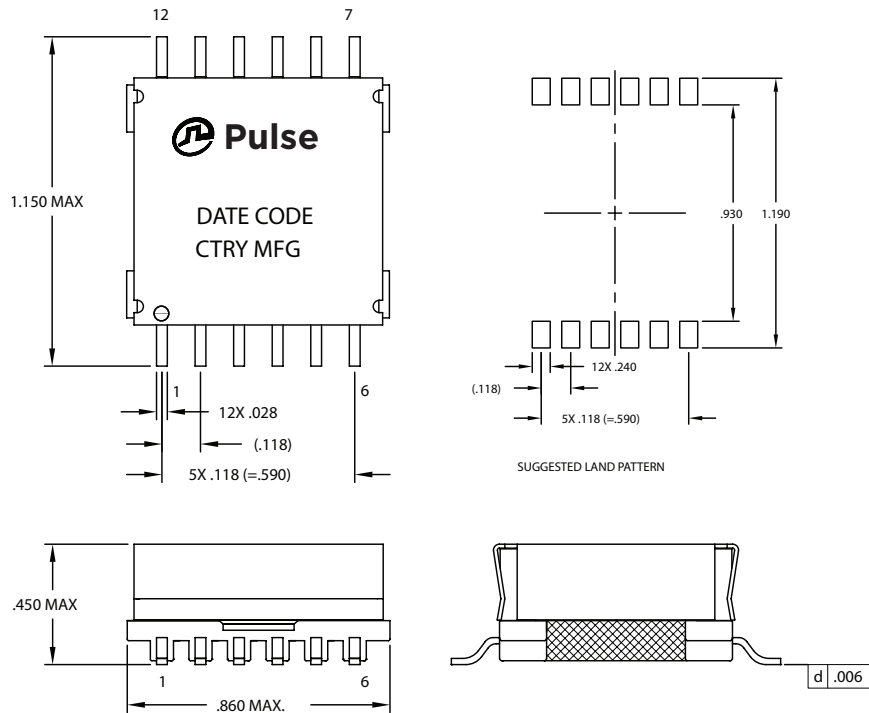 12
7
Pulse
1.150 MAX
DATE CODE
CTRY MFG
1
6
12X .028
(.118)
5X .118 (=.590)
.930
1.190
12X .240
(.118)
5X .118 (=.590)
SUGGESTED LAND PATTERN
.450 MAX
1
6
.860 MAX.
d .006